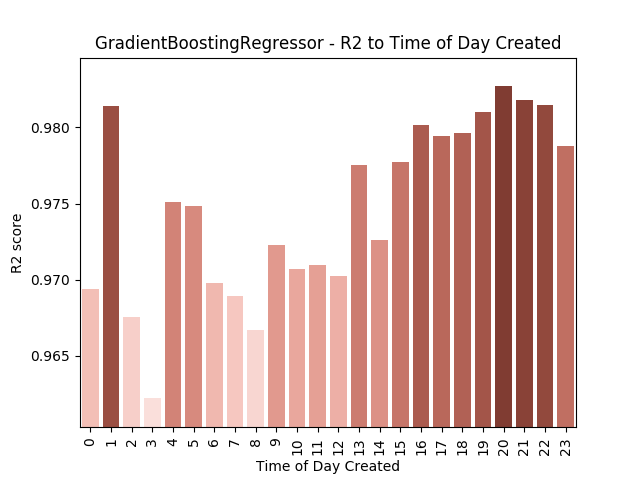 GradientBoostingRegressor - R2 to Time of Day Created
R2 score
0.980
0.975
0.970
0.965
0 1 2 3 4 5 6 7 8 9 10 11 12 13 14 15 16 17 18 19 20 21 22 23
Time of Day Created